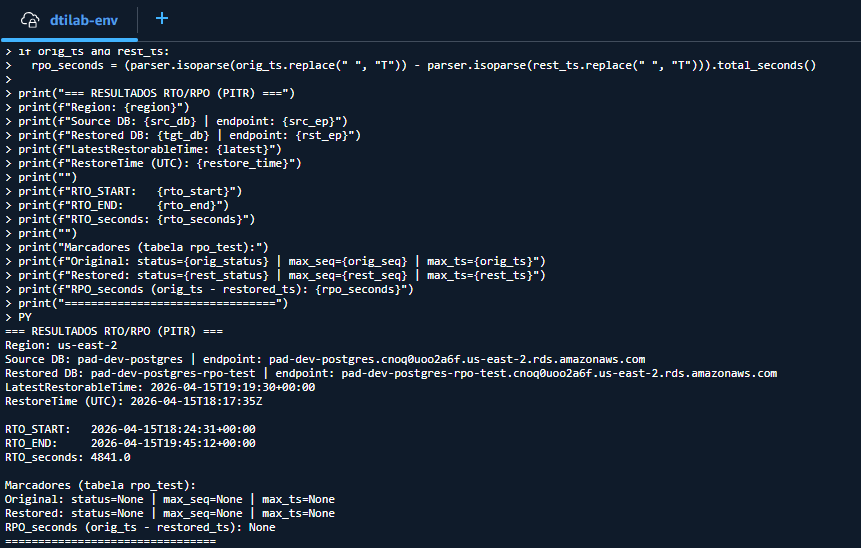 dtilab-env
+
> if orig_ts and rest_ts:
>   rpo_seconds = (parser.isoparse(orig_ts.replace(" ", "T")) - parser.isoparse(rest_ts.replace(" ", "T"))).total_seconds()
>
> print("=== RESULTADOS RTO/RPO (PITR) ===")
> print(f"Region: {region}")
> print(f"Source DB: {src_db} | endpoint: {src_ep}")
> print(f"Restored DB: {tgt_db} | endpoint: {rst_ep}")
> print(f"LatestRestorableTime: {latest}")
> print(f"RestoreTime (UTC): {restore_time}")
> print("")
> print(f"RTO_START:   {rto_start}")
> print(f"RTO_END:     {rto_end}")
> print(f"RTO_seconds: {rto_seconds}")
> print("")
> print("Marcadores (tabela rpo_test):")
> print(f"Original: status={orig_status} | max_seq={orig_seq} | max_ts={orig_ts}")
> print(f"Restored: status={rest_status} | max_seq={rest_seq} | max_ts={rest_ts}")
> print(f"RPO_seconds (orig_ts - restored_ts): {rpo_seconds}")
> print("================================")
> PY
=== RESULTADOS RTO/RPO (PITR) ===
Region: us-east-2
Source DB: pad-dev-postgres | endpoint: pad-dev-postgres.cnoq0uoo2a6f.us-east-2.rds.amazonaws.com
Restored DB: pad-dev-postgres-rpo-test | endpoint: pad-dev-postgres-rpo-test.cnoq0uoo2a6f.us-east-2.rds.amazonaws.com
LatestRestorableTime: 2026-04-15T19:19:30+00:00
RestoreTime (UTC): 2026-04-15T18:17:35Z

RTO_START:   2026-04-15T18:24:31+00:00
RTO_END:     2026-04-15T19:45:12+00:00
RTO_seconds: 4841.0

Marcadores (tabela rpo_test):
Original: status=None | max_seq=None | max_ts=None
Restored: status=None | max_seq=None | max_ts=None
RPO_seconds (orig_ts - restored_ts): None
================================